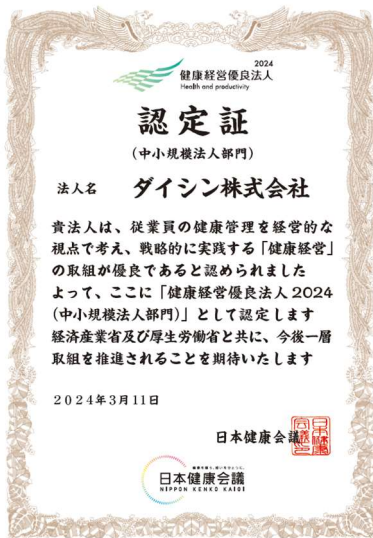 2024
健康経営優良法人
Health and productivity
認定証
(中小規模法人部門)
法人名 ダイシン株式会社
貴法人は、従業員の健康管理を経営的な
視点で考え、戦略的に実践する「健康経営」
の取組が優良であると認められました
よって、ここに「健康経営優良法人2024
(中小規模法人部門)」として認定します
経済産業省及び厚生労働省と共に、今後一層
取組を推進されることを期待いたします
2024年3月11日
日本健康会議
日本健康会議
NIPPON KENKO KAIGI